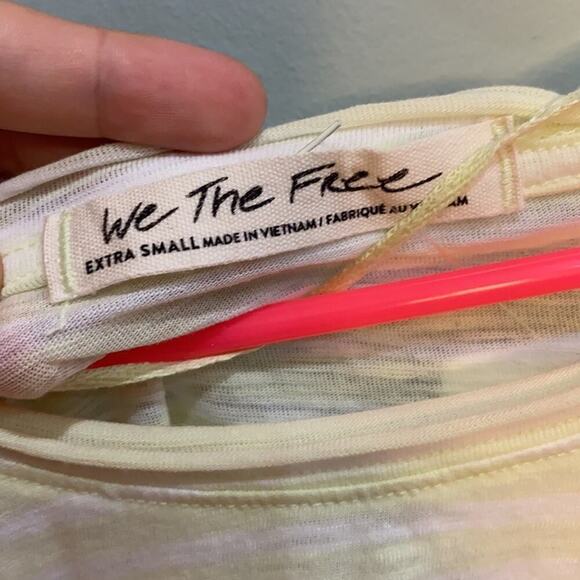 We The Free
EXTRA SMALL MADE IN VIETNAM / FABRIQUÉ AU